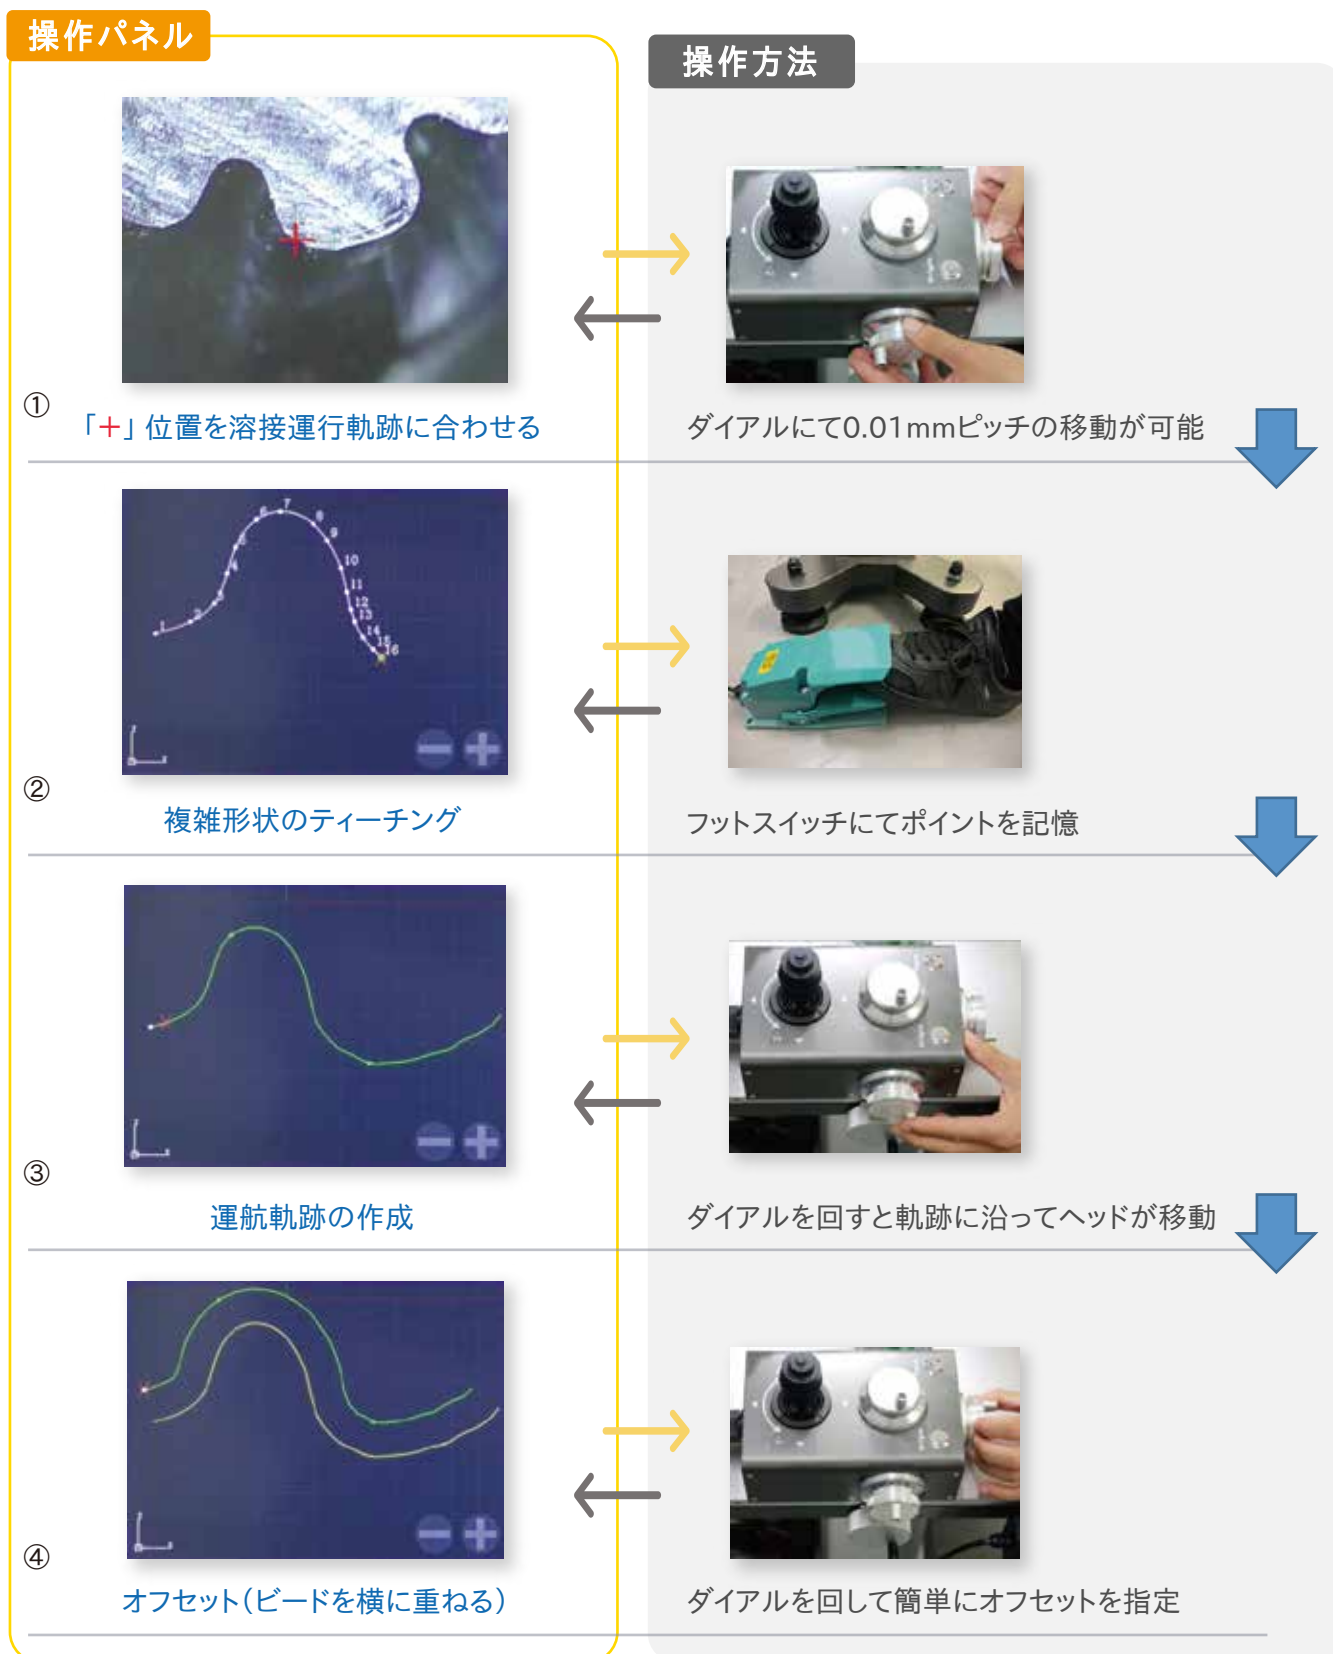 操作パネル
操作方法
①
「+」位置を溶接運行軌跡に合わせる
ダイアルにて0.01mmピッチの移動が可能
1
2
3
4
5
6
7
8
9
10
11
12
13
14
15
16
②
複雑形状のティーチング
フットスイッチにてポイントを記憶
③
運航軌跡の作成
ダイアルを回すと軌跡に沿ってヘッドが移動
④
オフセット(ビードを横に重ねる)
ダイアルを回して簡単にオフセットを指定